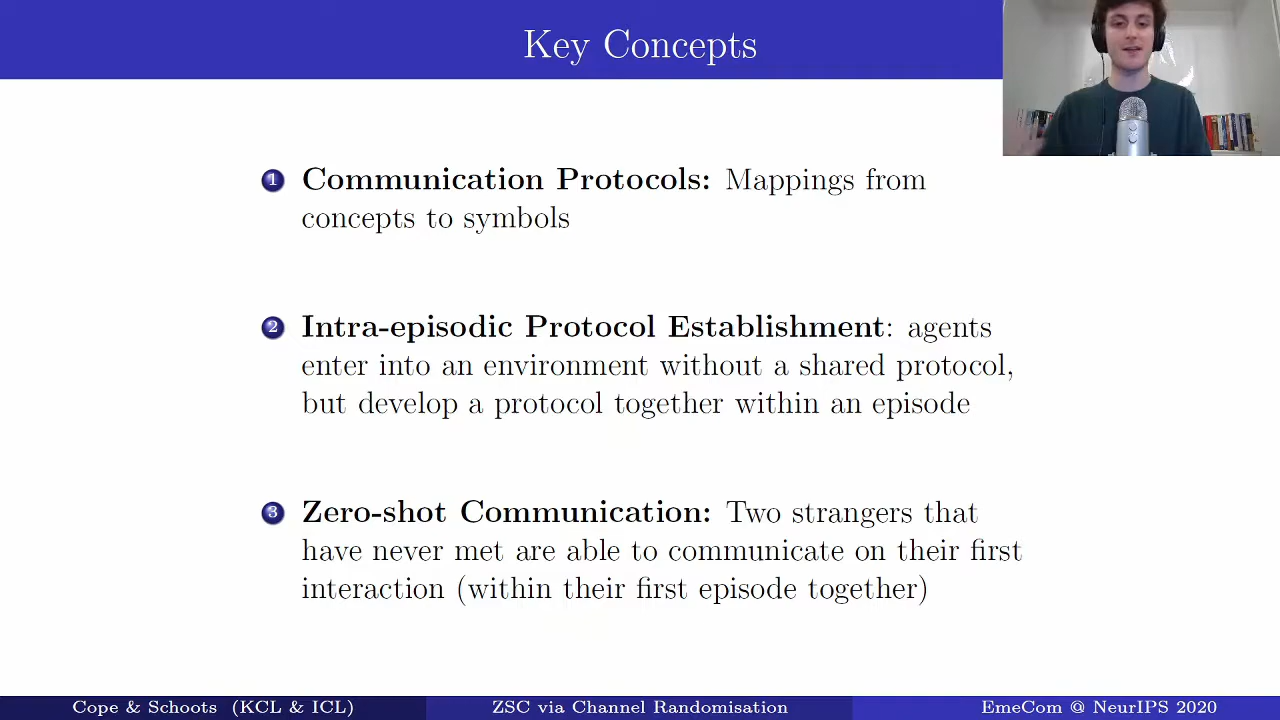 Key Concepts
1 Communication Protocols: Mappings from
concepts to symbols
2 Intra-episodic Protocol Establishment: agents
enter into an environment without a shared protocol,
but develop a protocol together within an episode
3 Zero-shot Communication: Two strangers that
have never met are able to communicate on their first
interaction (within their first episode together)
Cope & Schoots (KCL & ICL) ZSC via Channel Randomisation EmeCom @ NeurIPS 2020